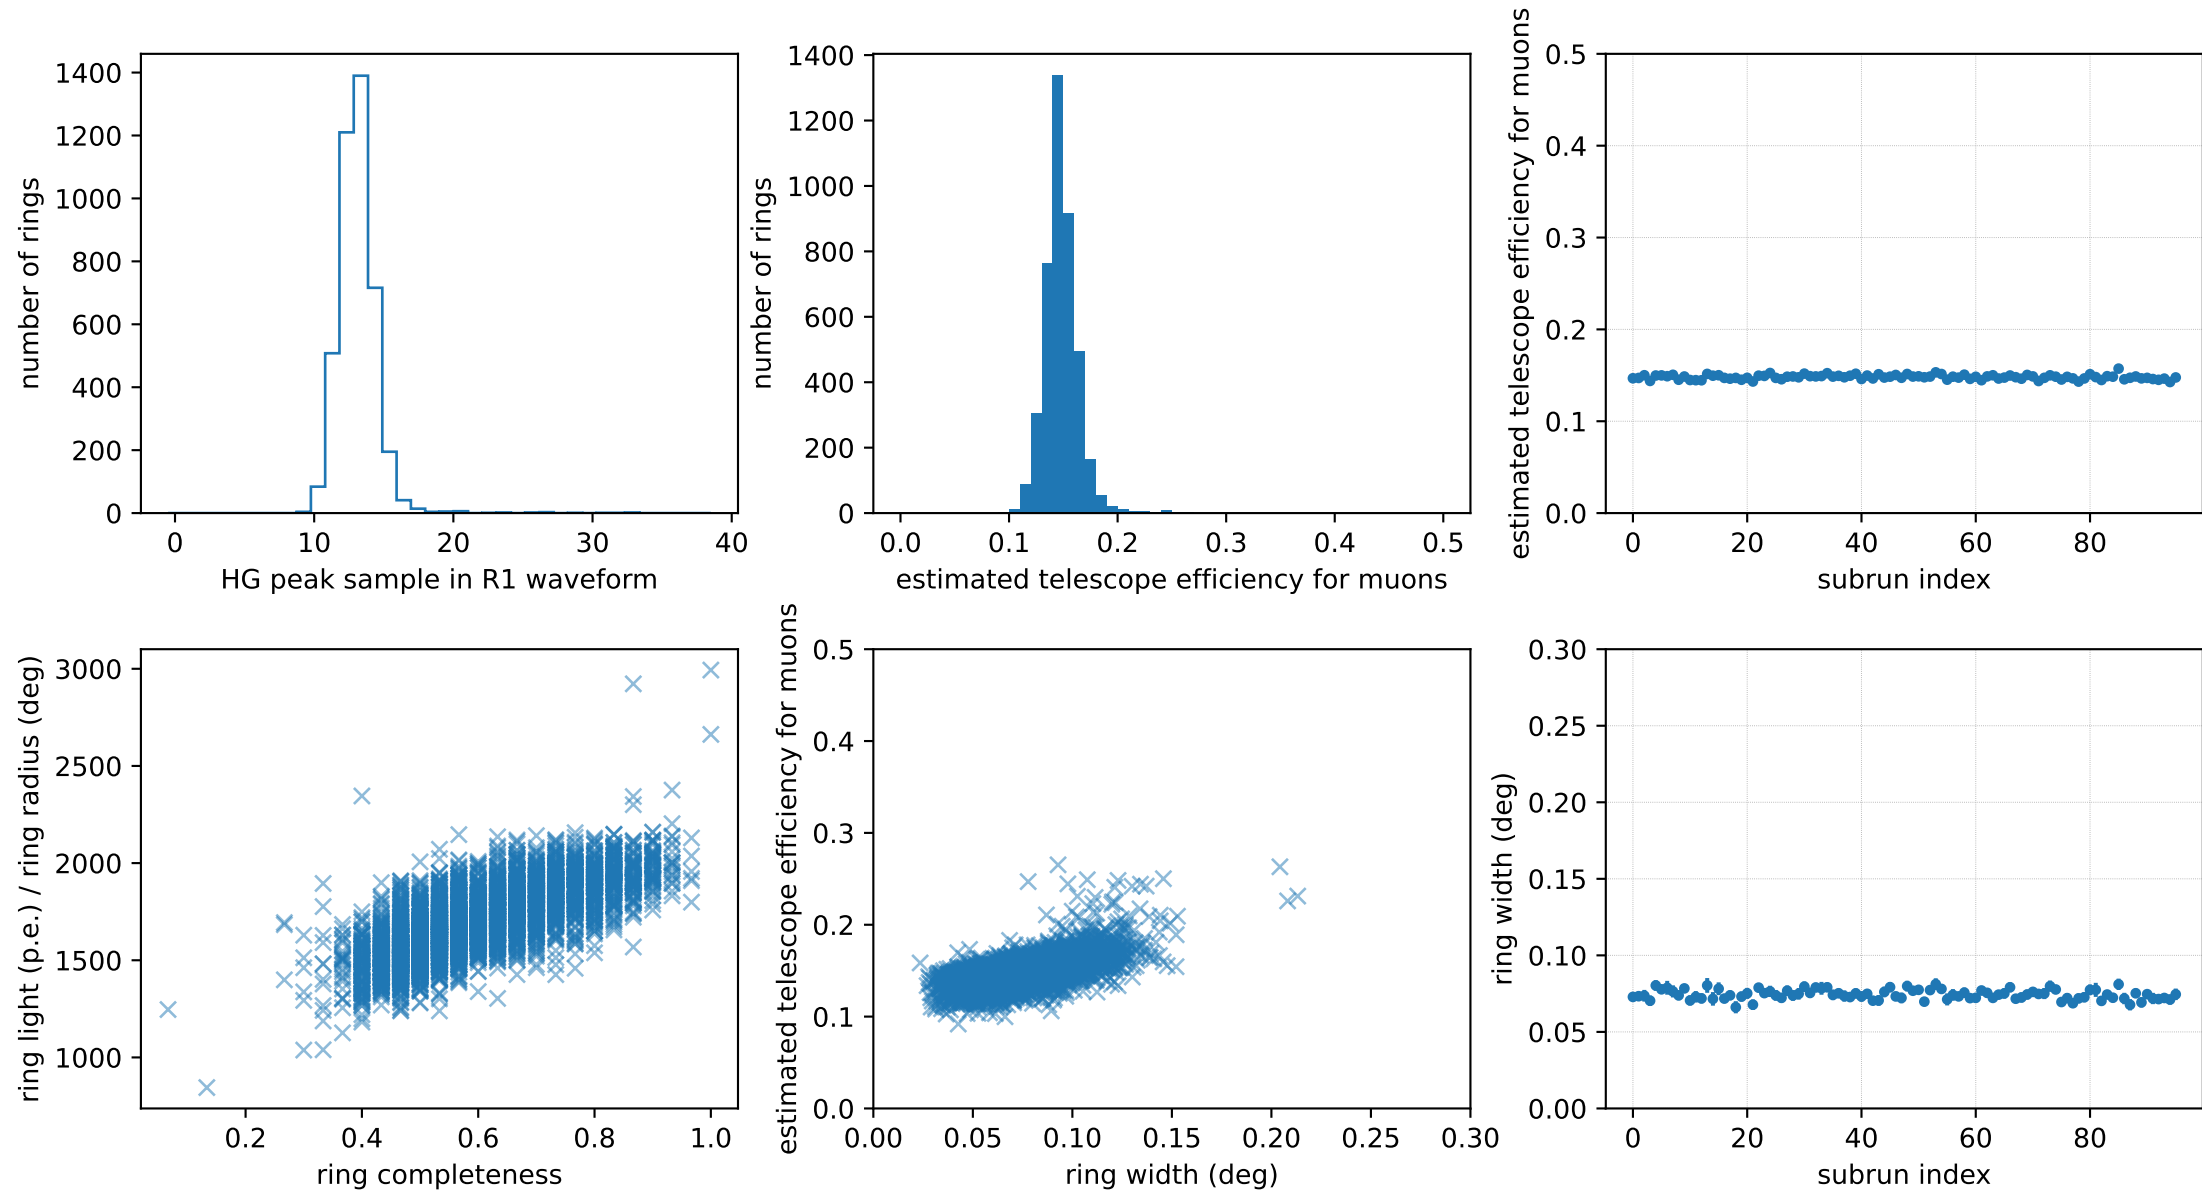 1400
1200
1000
800
600
400
200
0
number of rings
0 10 20 30 40
HG peak sample in R1 waveform
1400
1200
1000
800
600
400
200
0
number of rings
0.0 0.1 0.2 0.3 0.4 0.5
estimated telescope efficiency for muons
0.5
0.4
0.3
0.2
0.1
0.0
estimated telescope efficiency for muons
0 20 40 60 80
subrun index
3000
2500
2000
1500
1000
ring light (p.e.) / ring radius (deg)
0.2 0.4 0.6 0.8 1.0
ring completeness
0.5
0.4
0.3
0.2
0.1
0.0
estimated telescope efficiency for muons
0.00 0.05 0.10 0.15 0.20 0.25 0.30
ring width (deg)
0.30
0.25
0.20
0.15
0.10
0.05
0.00
ring width (deg)
0 20 40 60 80
subrun index